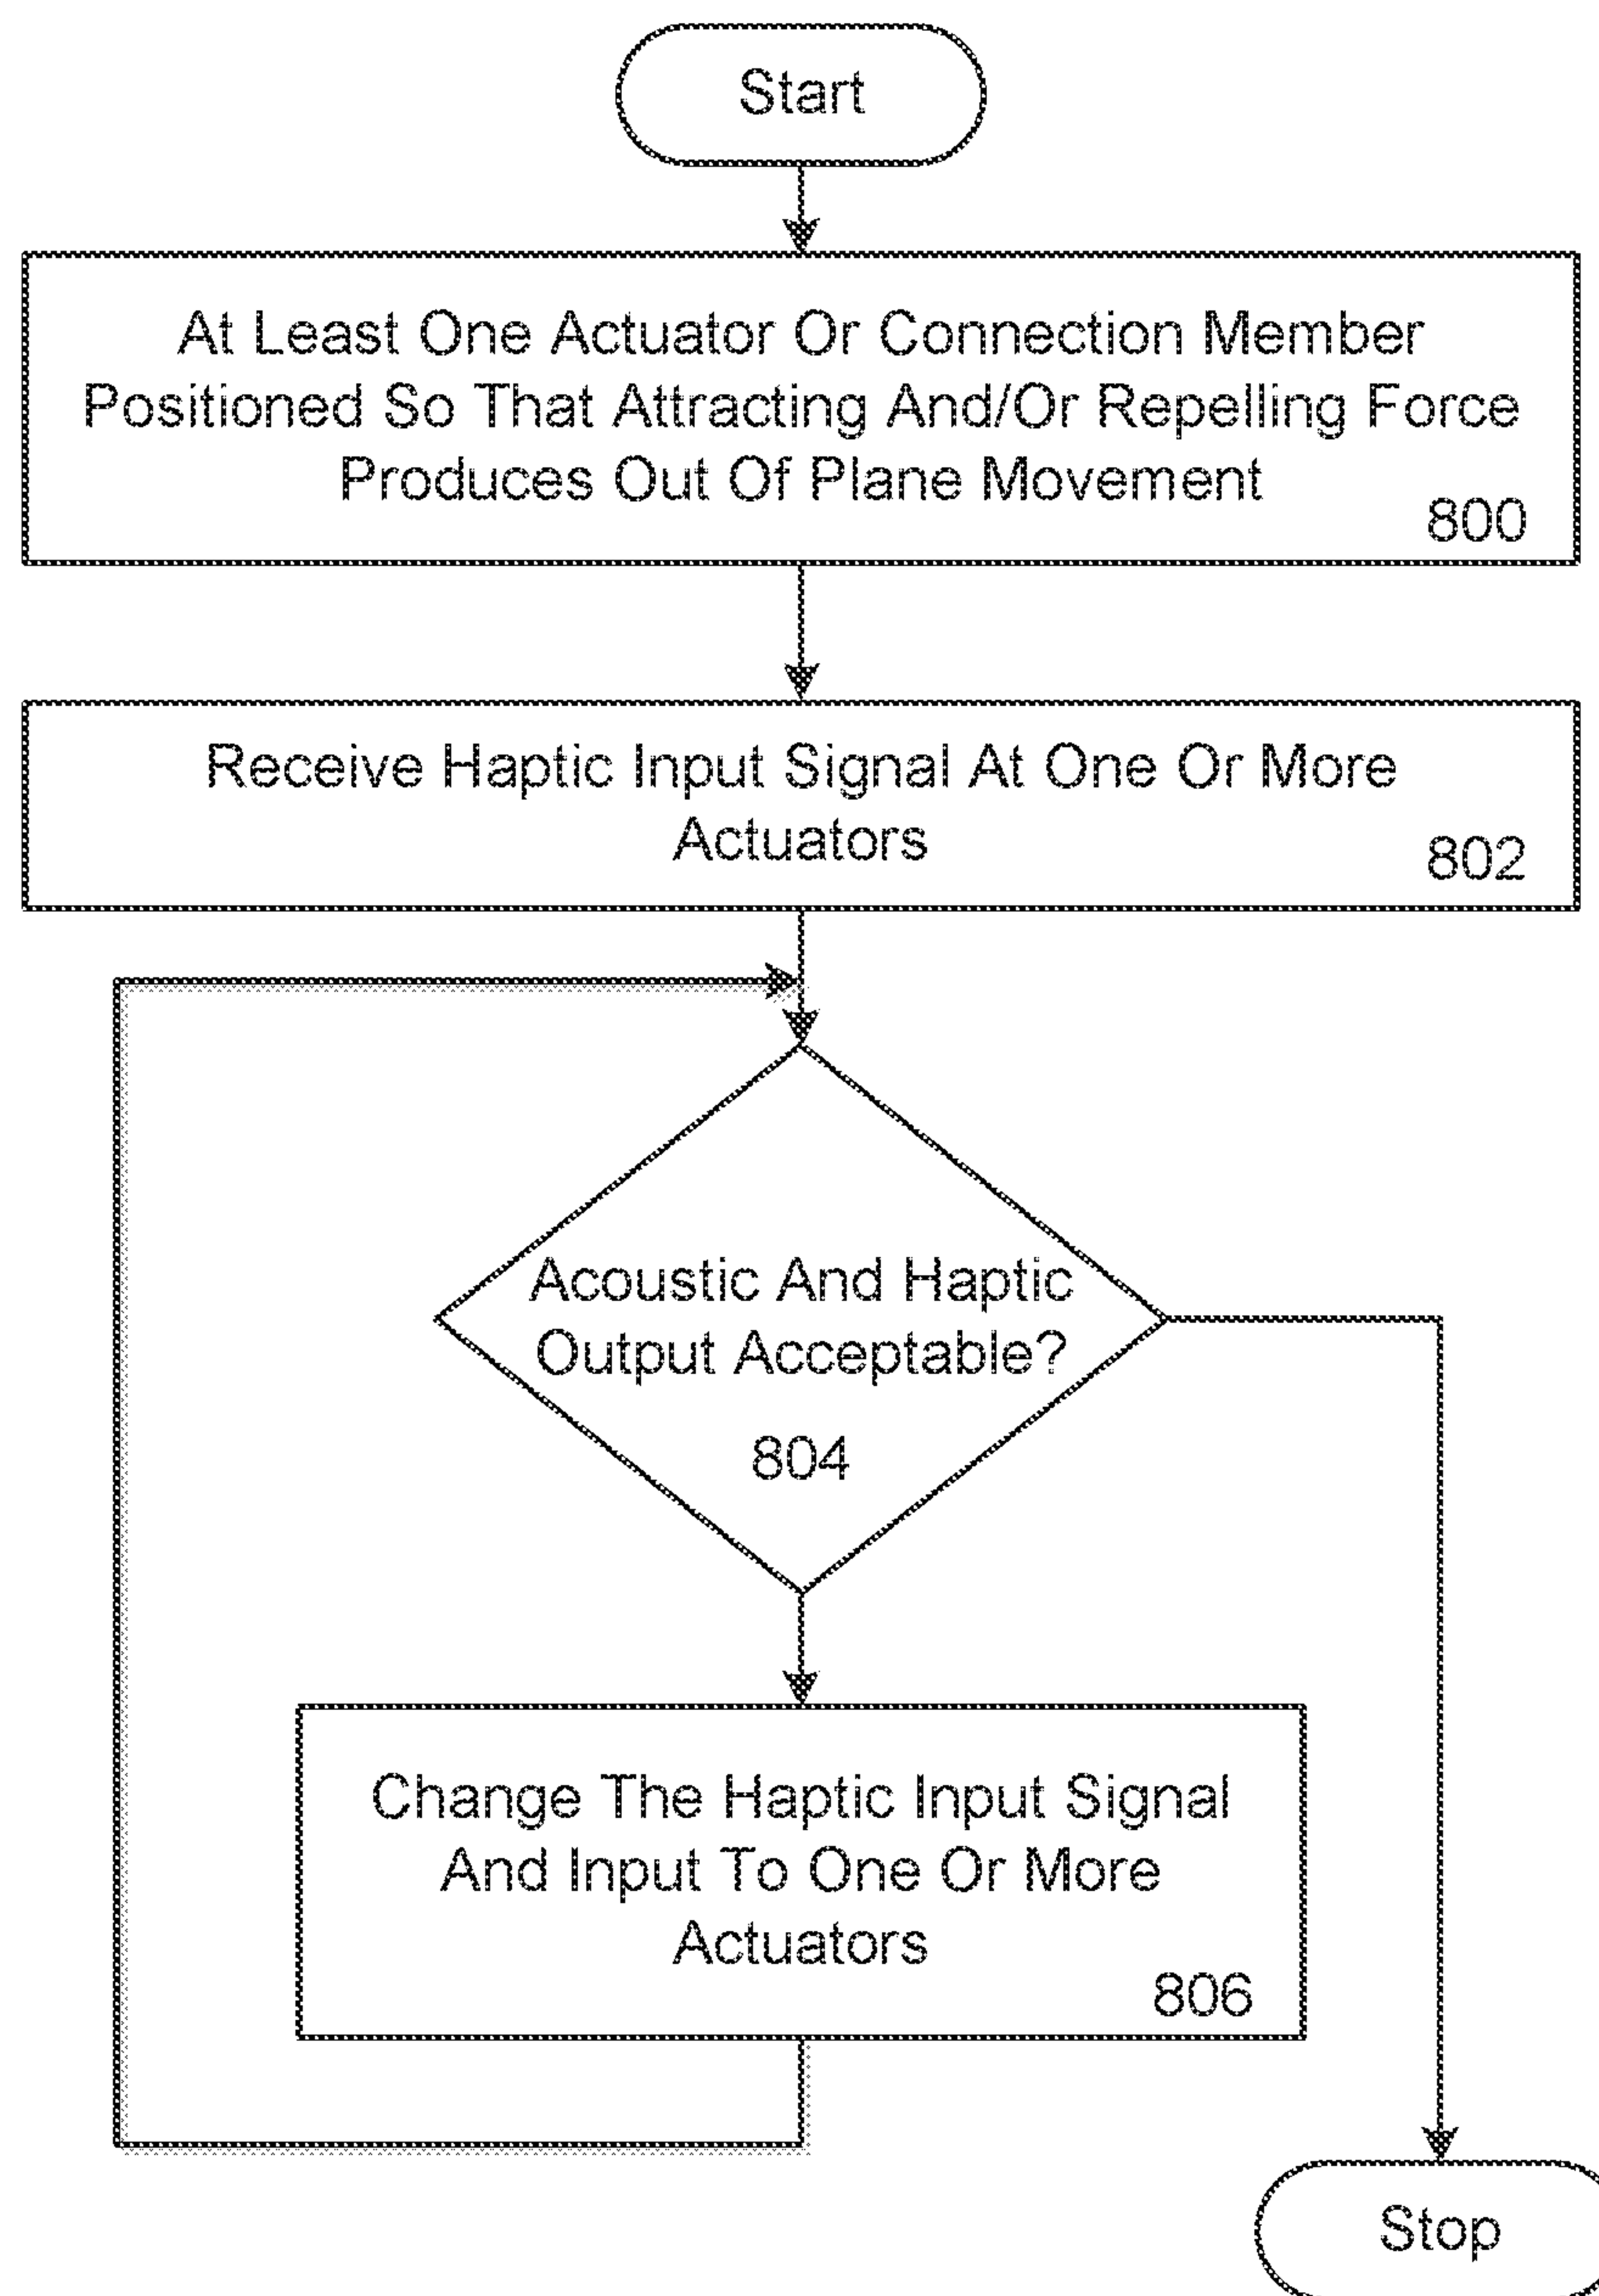 Start
At Least One Actuator Or Connection Member
Positioned So That Attracting And/Or Repelling Force
Produces Out Of Plane Movement
800
Receive Haptic Input Signal At One Or More
Actuators
802
Acoustic And Haptic
Output Acceptable?
804
Change The Haptic Input Signal
And Input To One Or More
Actuators
806
Stop